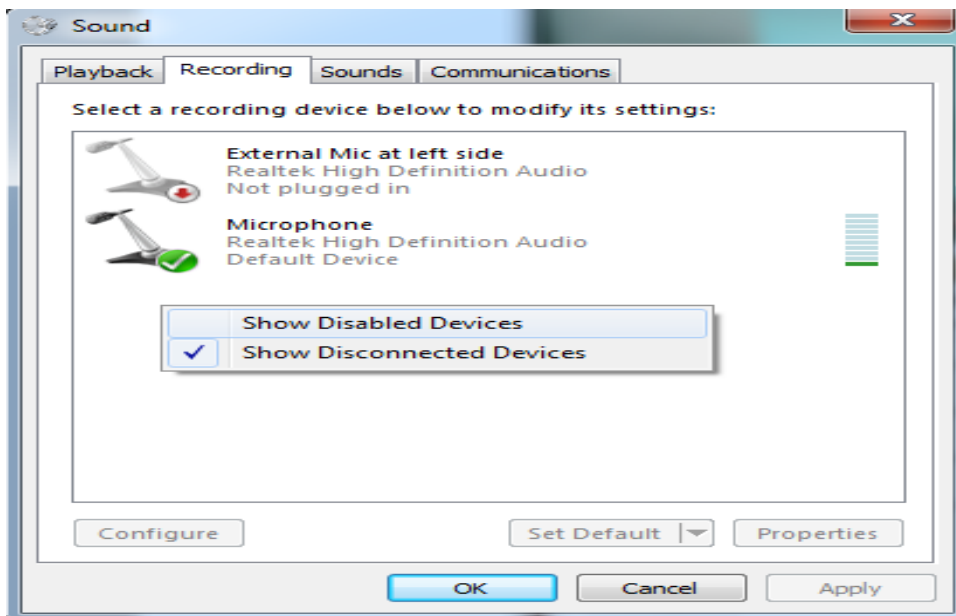 Sound
Playback Recording Sounds Communications
Select a recording device below to modify its settings:
External Mic at left side
Realtek High Definition Audio
Not plugged in
Microphone
Realtek High Definition Audio
Default Device
Show Disabled Devices
Show Disconnected Devices
Configure Set Default Properties
OK Cancel Apply